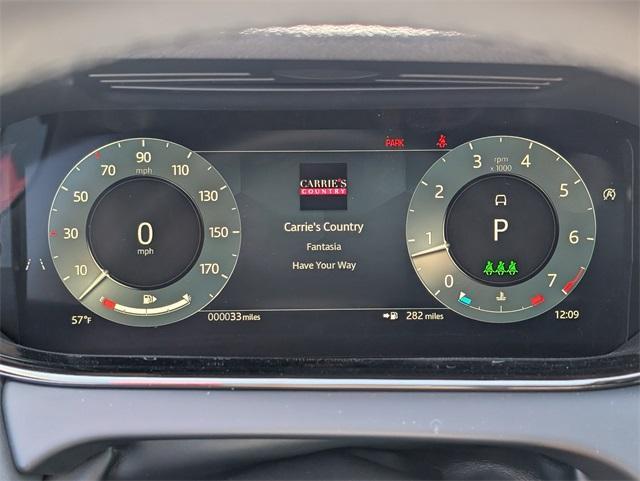 PARK
10
30
50
70
90
110
130
150
170
mph
0
mph
E
CARRIE'S
COUNTRY
Carrie's Country
Fantasia
Have Your Way
0
1
2
3
4
5
6
7
rpm
x 1000
P
57°F
000033 miles
282 miles
12:09